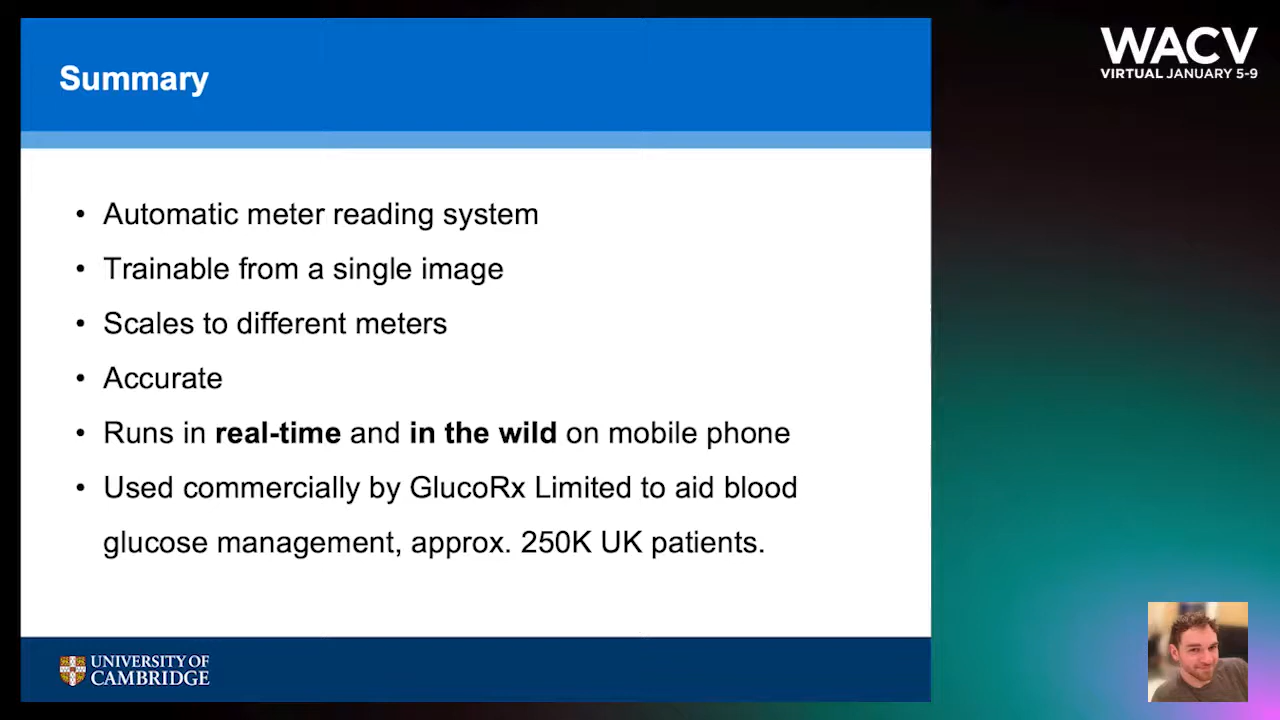 Summary
WACV
VIRTUAL JANUARY 5-9
• Automatic meter reading system
• Trainable from a single image
• Scales to different meters
• Accurate
• Runs in real-time and in the wild on mobile phone
• Used commercially by GlucoRx Limited to aid blood
glucose management, approx. 250K UK patients.
UNIVERSITY OF
CAMBRIDGE